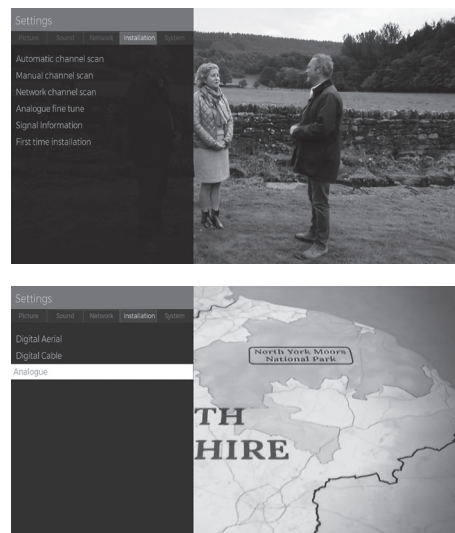 Settings
Picture Sound Network Installation System
Automatic channel scan
Manual channel scan
Network channel scan
Analogue fine tune
Signal Information
First time installation
Settings
Picture Sound Network Installation System
Digital Aerial
Digital Cable
Analogue
North York Moors
National Park
TH
HIRE